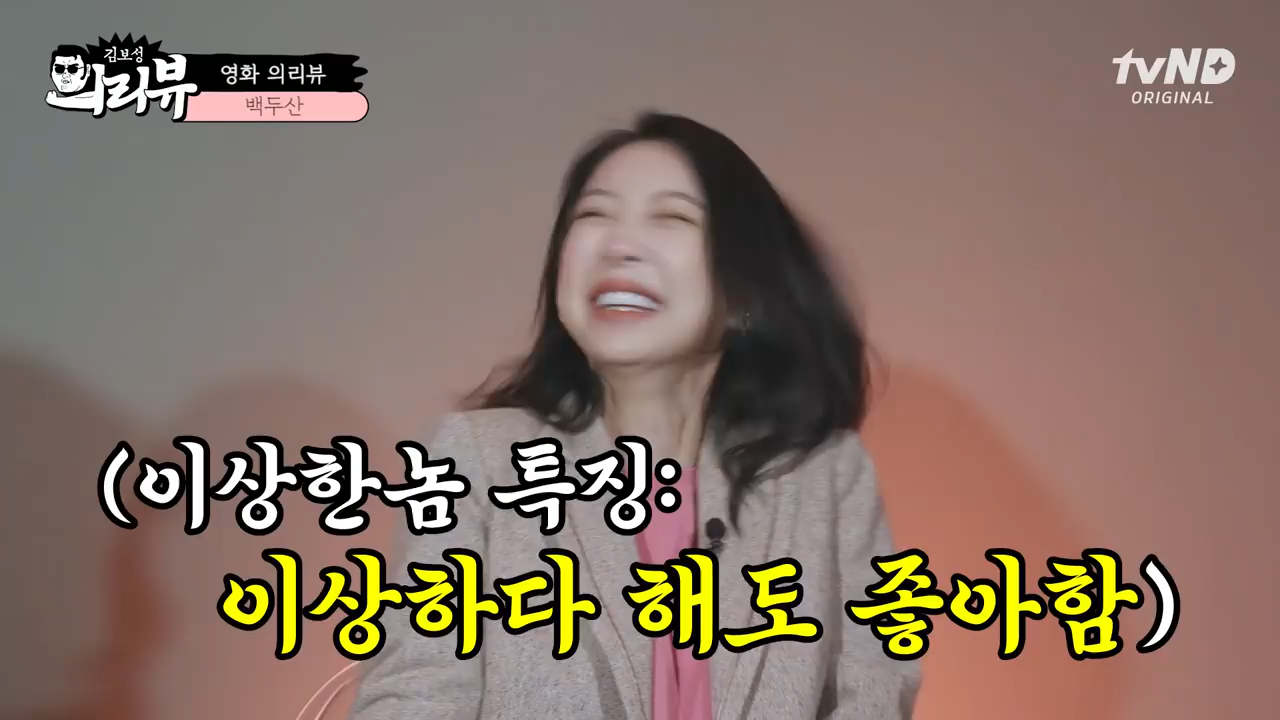 김보성
의리뷰
영화 의리뷰
백두산
tvND
ORIGINAL
(이상한놈 특징:
이상하다 해도 좋아함)